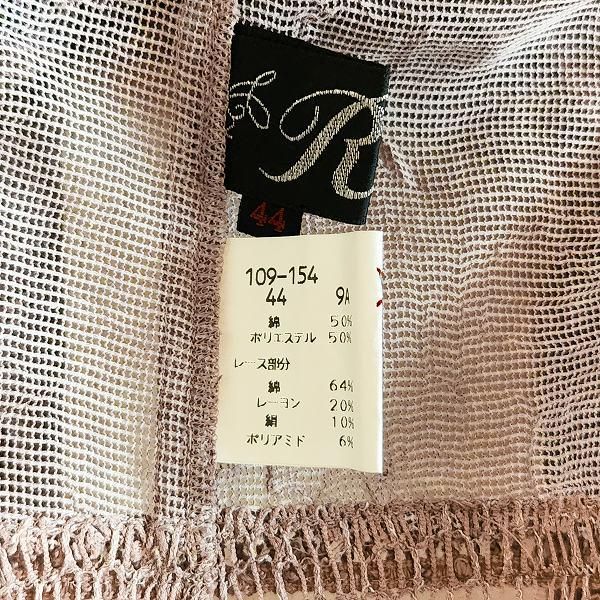 R
44
109-154
44 9A
綿 50%
ポリエステル 50%
レース部分
綿 64%
レーヨン 20%
絹 10%
ポリアミド 6%